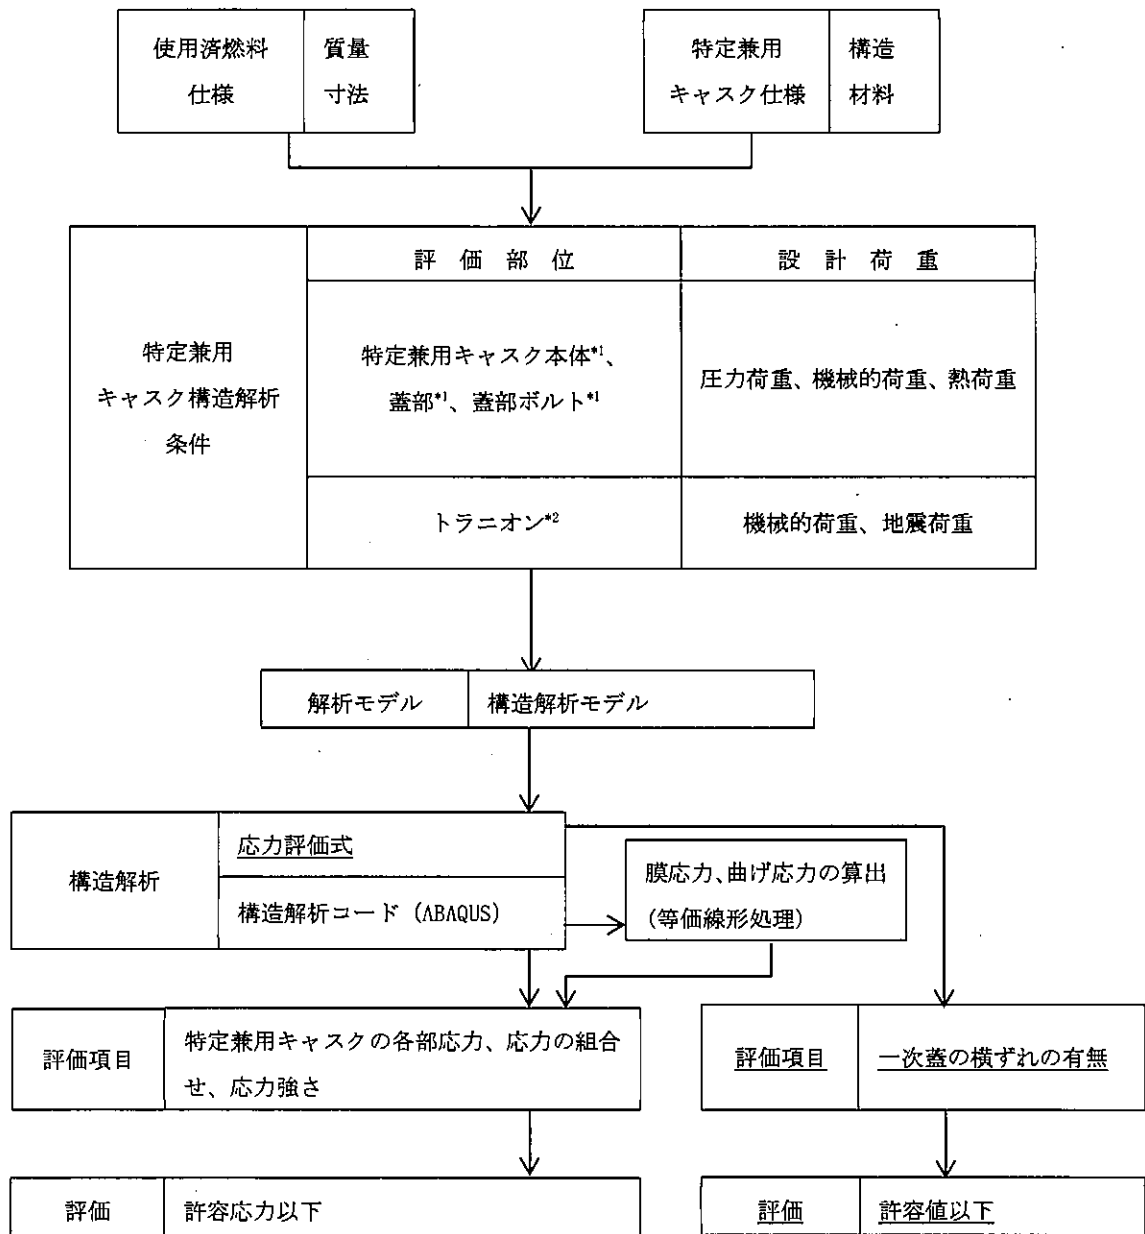 使用済燃料
仕様
質量
寸法
特定兼用
キャスク仕様
構造
材料
特定兼用
キャスク構造解析
条件
評 価 部 位
設 計 荷 重
特定兼用キャスク本体*1、
蓋部*1、蓋部ボルト*1
圧力荷重、機械的荷重、熱荷重
トラニオン*2
機械的荷重、地震荷重
解析モデル
構造解析モデル
構造解析
応力評価式
構造解析コード (ABAQUS)
膜応力、曲げ応力の算出
(等価線形処理)
評価項目
特定兼用キャスクの各部応力、応力の組合
せ、応力強さ
評価項目
一次蓋の横ずれの有無
評価
許容応力以下
評価
許容値以下